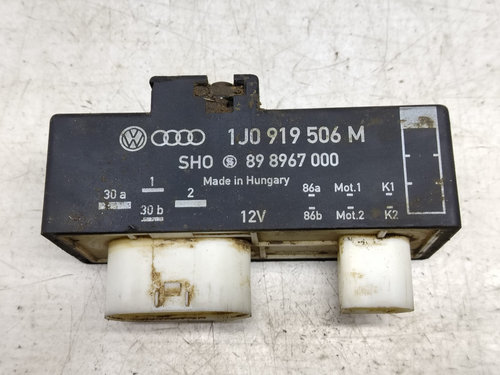 1J0 919 506 M
SHO 89 8967 000
Made in Hungary
30 a 1 2 86a Mot.1 K1
30 b 12V 86b Mot.2 K2